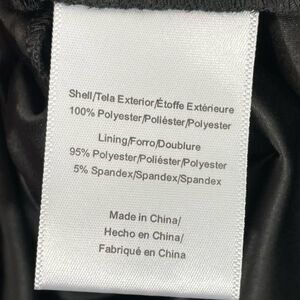 Shell/Tela Exterior/Étoffe Extérieure
100% Polyester/Poliéster/Polyester
Lining/Forro/Doublure
95% Polyester/Poliéster/Polyester
5% Spandex/Spandex/Spandex
Made in China/
Hecho en China/
Fabriqué en China